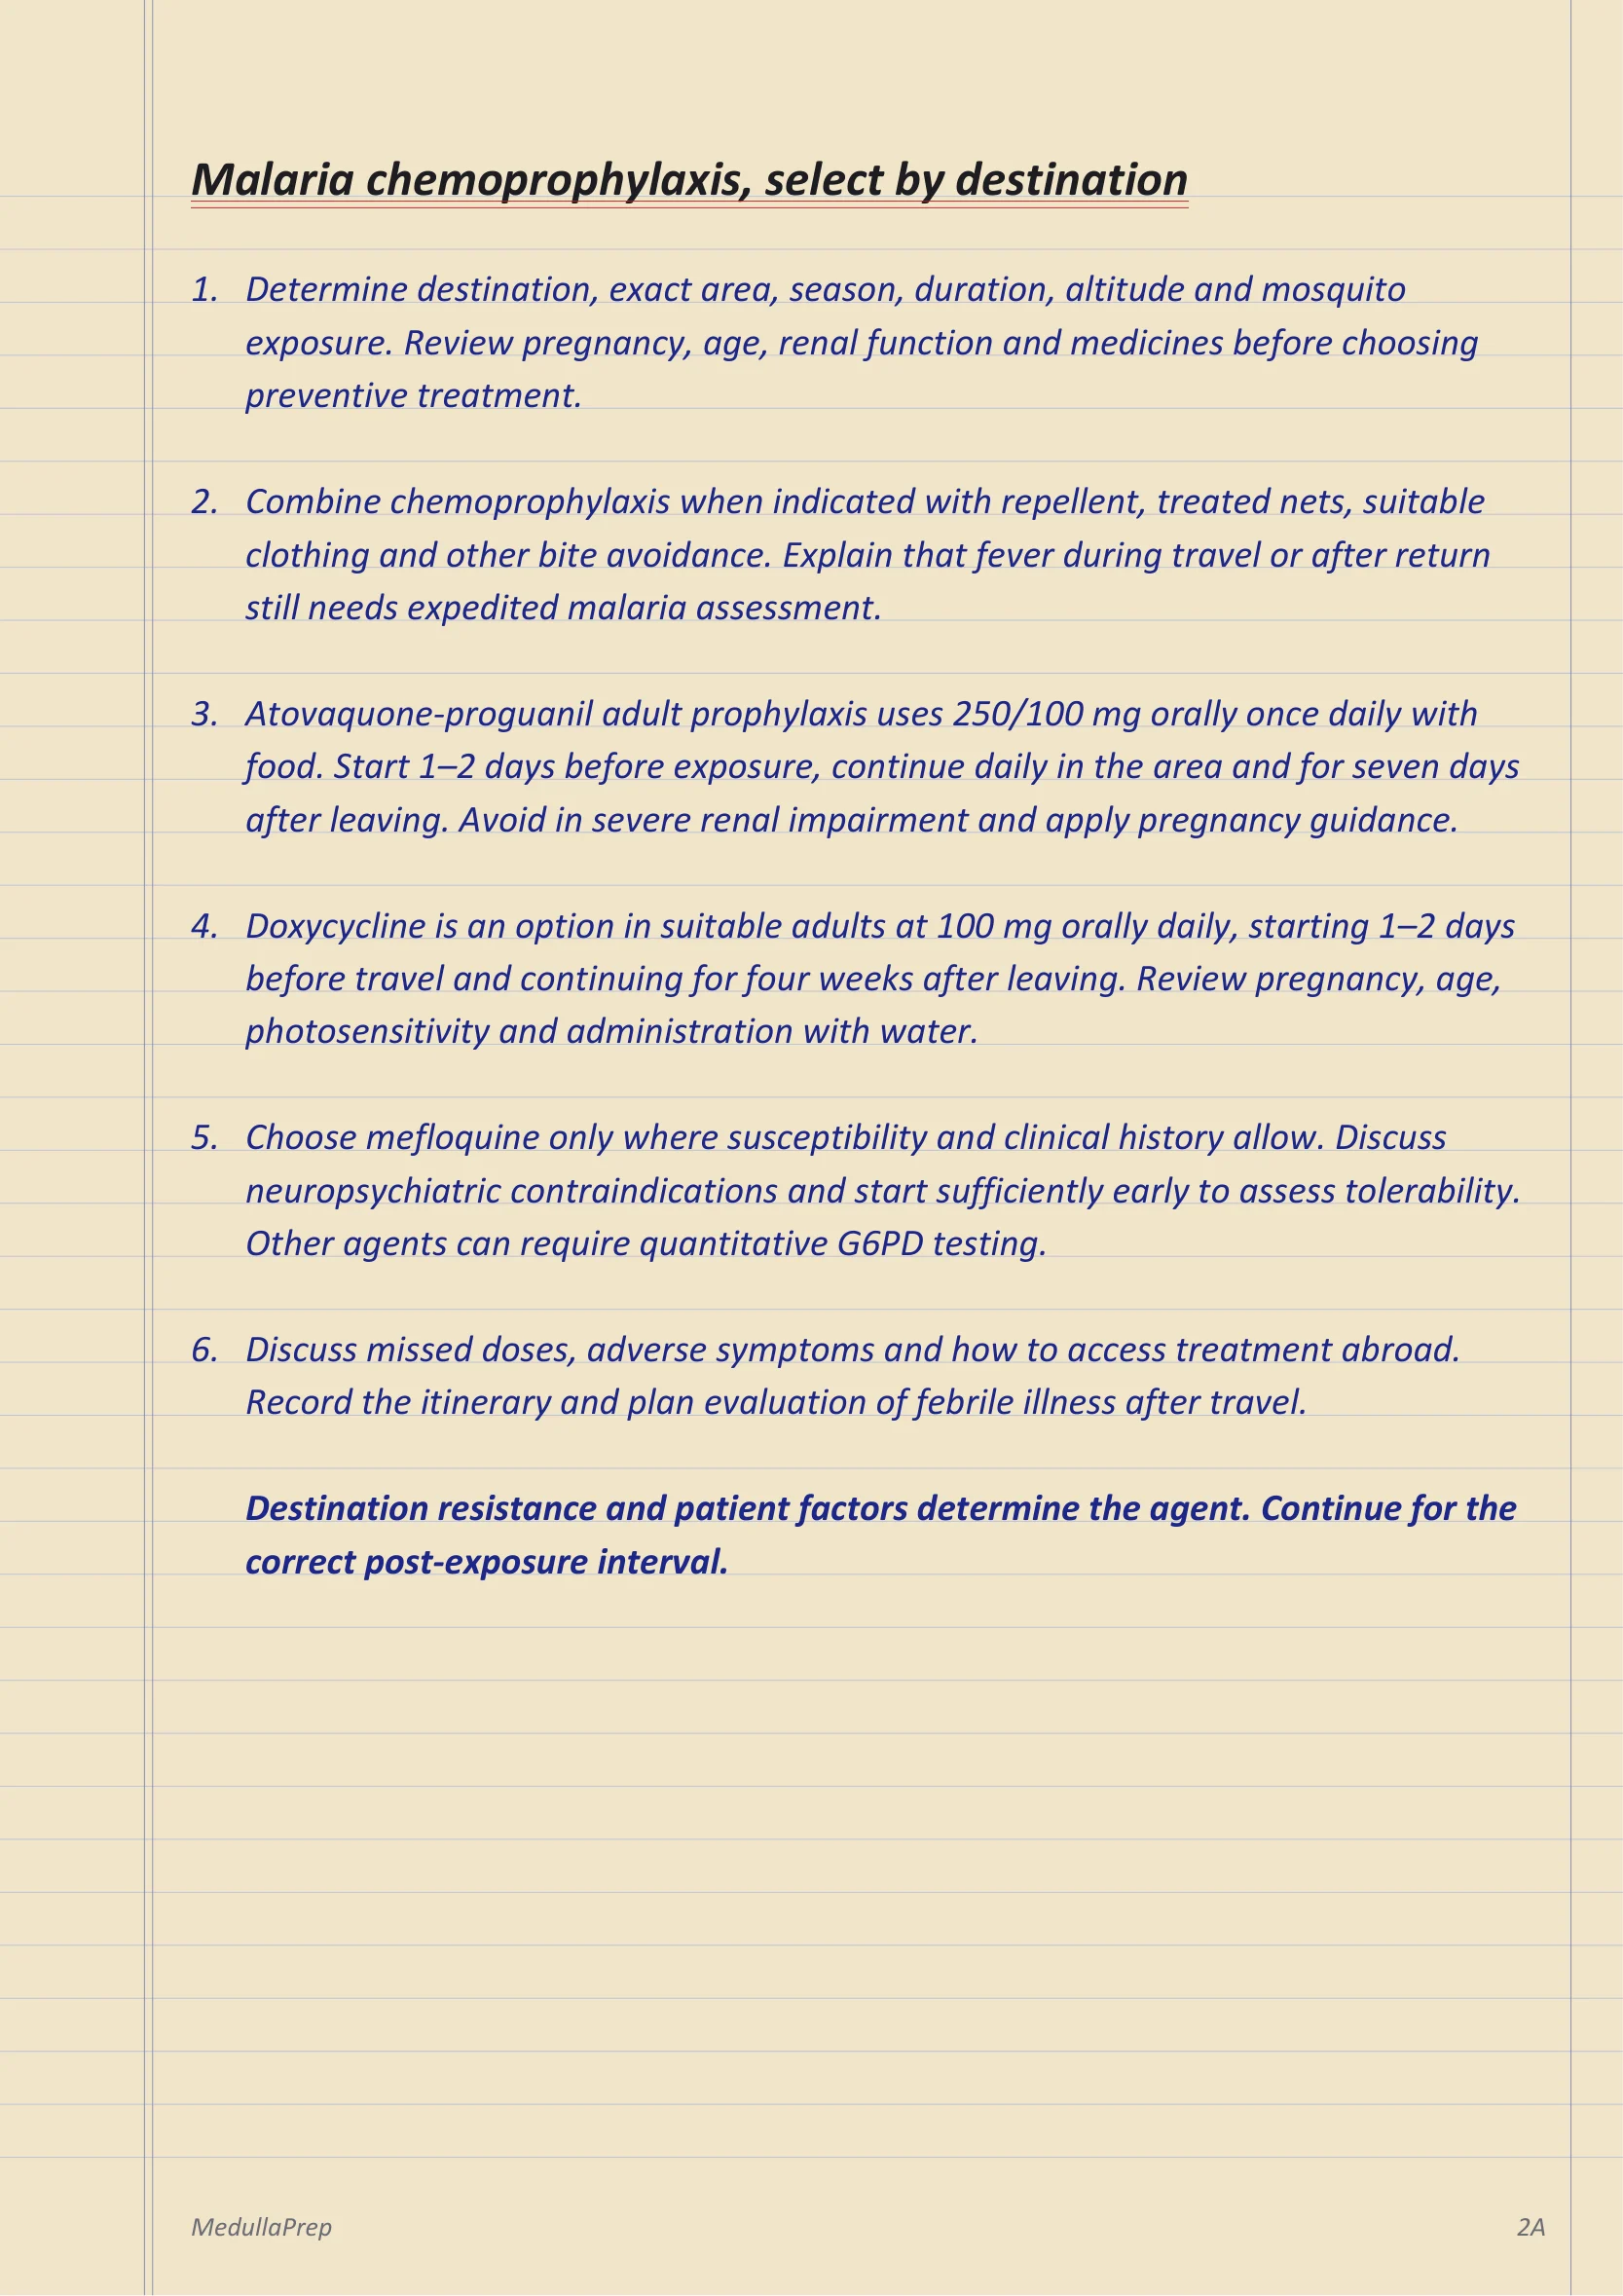 Malaria chemoprophylaxis, select by destination
1. Determine destination, exact area, season, duration, altitude and mosquito
exposure. Review pregnancy, age, renal function and medicines before choosing
preventive treatment.
2. Combine chemoprophylaxis when indicated with repellent, treated nets, suitable
clothing and other bite avoidance. Explain that fever during travel or after return
still needs expedited malaria assessment.
3. Atovaquone-proguanil adult prophylaxis uses 250/100 mg orally once daily with
food. Start 1–2 days before exposure, continue daily in the area and for seven days
after leaving. Avoid in severe renal impairment and apply pregnancy guidance.
4. Doxycycline is an option in suitable adults at 100 mg orally daily, starting 1–2 days
before travel and continuing for four weeks after leaving. Review pregnancy, age,
photosensitivity and administration with water.
5. Choose mefloquine only where susceptibility and clinical history allow. Discuss
neuropsychiatric contraindications and start sufficiently early to assess tolerability.
Other agents can require quantitative G6PD testing.
6. Discuss missed doses, adverse symptoms and how to access treatment abroad.
Record the itinerary and plan evaluation of febrile illness after travel.
Destination resistance and patient factors determine the agent. Continue for the
correct post-exposure interval.
MedullaPrep
2A